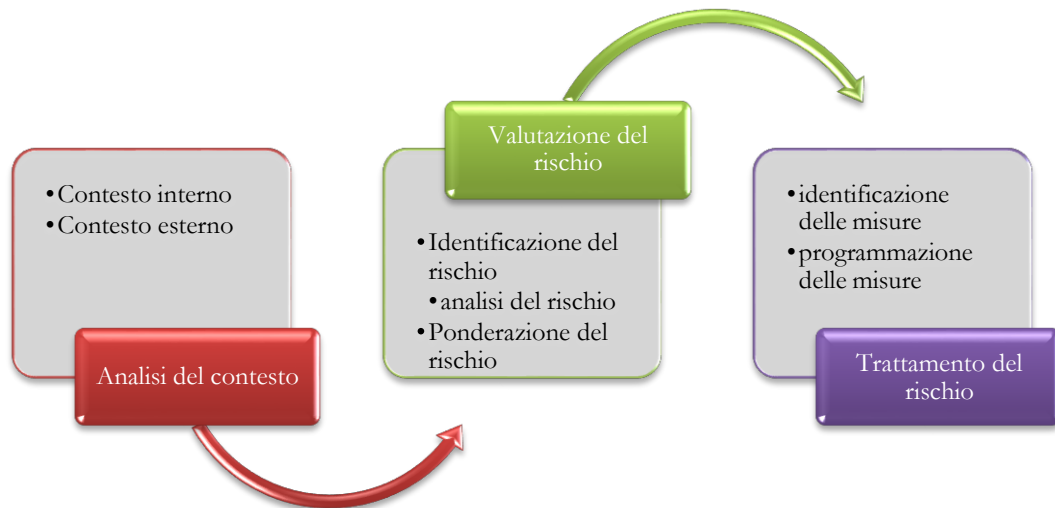 •Contesto interno
•Contesto esterno
Analisi del contesto
Valutazione del
rischio
•Identificazione del
rischio
•analisi del rischio
•Ponderazione del
rischio
•identificazione
delle misure
•programmazione
delle misure
Trattamento del
rischio